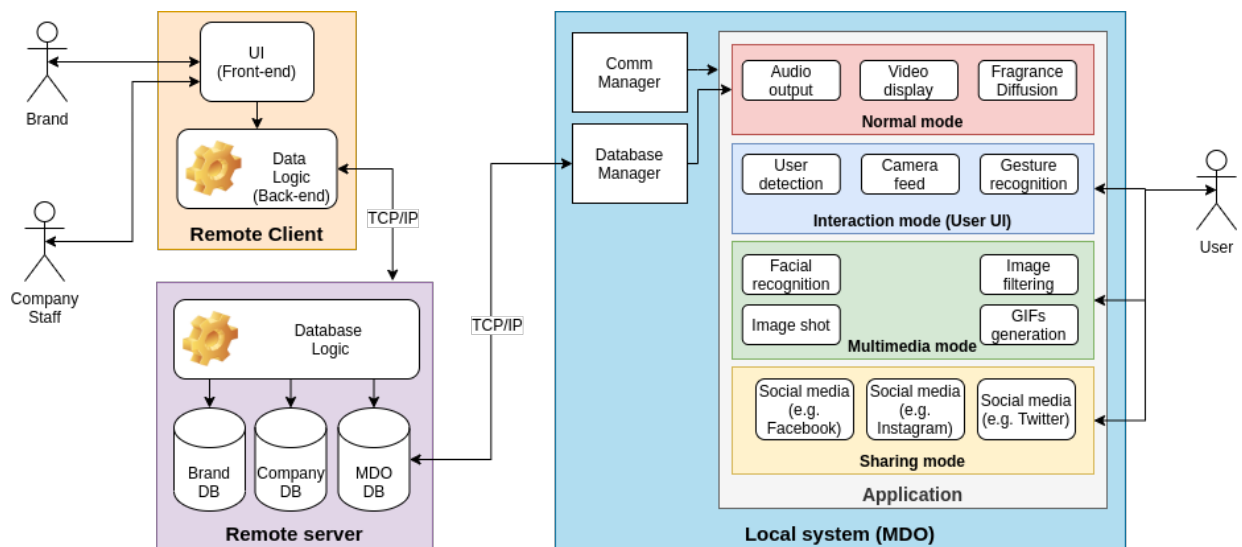 Brand
Company
Staff
UI
(Front-end)
Data
Logic
(Back-end)
Remote Client
TCP/IP
Database
Logic
Brand
DB
Company
DB
MDO
DB
Remote server
TCP/IP
Comm
Manager
Database
Manager
Audio
output
Video
display
Fragrance
Diffusion
Normal mode
User
detection
Camera
feed
Gesture
recognition
Interaction mode (User UI)
Facial
recognition
Image
filtering
Image shot
GIFs
generation
Multimedia mode
Social media
(e.g.
Facebook)
Social media
(e.g.
Instagram)
Social media
(e.g. Twitter)
Sharing mode
Application
Local system (MDO)
User